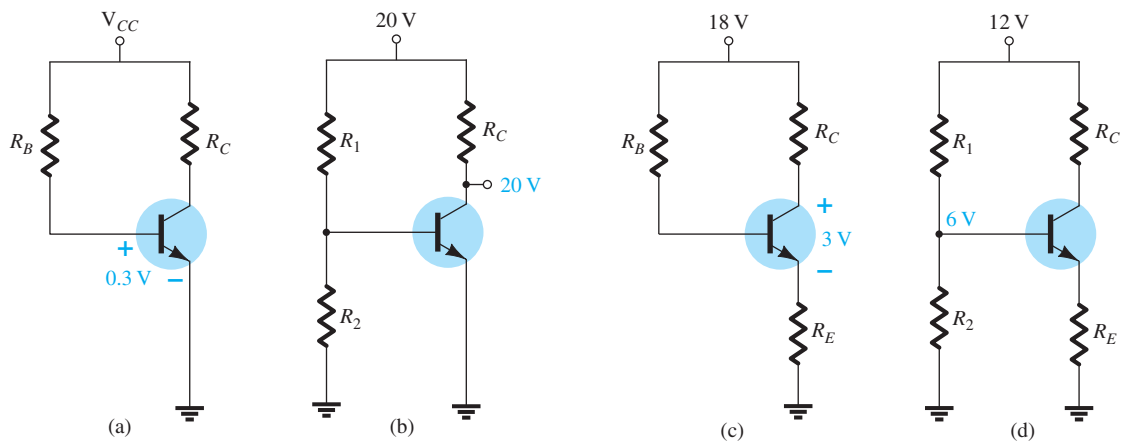 V_CC
R_B
R_C
+
0.3 V
−
(a)
20 V
R_1
R_C
20 V
R_2
(b)
18 V
R_B
R_C
+
3 V
−
R_E
(c)
12 V
R_1
R_C
6 V
R_2
R_E
(d)